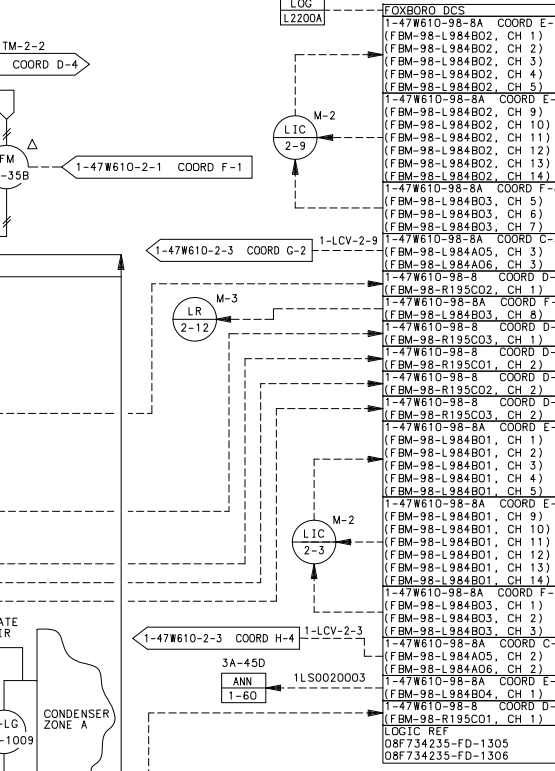 LOG
L2200A
TM-2-2
COORD D-4
FM
-35B
1-47W610-2-1 COORD F-1
M-2
LIC
2-9
1-47W610-2-3 COORD G-2
1-LCV-2-9
M-3
LR
2-12
M-2
LIC
2-3
1-47W610-2-3 COORD H-4
1-LCV-2-3
3A-45D
ANN
1-60
1LS0020003
ATE
IR
-LG
-1009
CONDENSER
ZONE A
FOXBORO DCS
1-47W610-98-8A COORD E-
(FBM-98-L984B02, CH 1)
(FBM-98-L984B02, CH 2)
(FBM-98-L984B02, CH 3)
(FBM-98-L984B02, CH 4)
(FBM-98-L984B02, CH 5)
1-47W610-98-8A COORD E-
(FBM-98-L984B02, CH 9)
(FBM-98-L984B02, CH 10)
(FBM-98-L984B02, CH 11)
(FBM-98-L984B02, CH 12)
(FBM-98-L984B02, CH 13)
(FBM-98-L984B02, CH 14)
1-47W610-98-8A COORD F-
(FBM-98-L984B03, CH 5)
(FBM-98-L984B03, CH 6)
(FBM-98-L984B03, CH 7)
1-47W610-98-8A COORD C-
(FBM-98-L984A05, CH 3)
(FBM-98-L984A06, CH 3)
1-47W610-98-8 COORD D-
(FBM-98-R195C02, CH 1)
1-47W610-98-8A COORD F-
(FBM-98-L984B03, CH 8)
1-47W610-98-8 COORD D-
(FBM-98-R195C03, CH 1)
1-47W610-98-8 COORD D-
(FBM-98-R195C01, CH 2)
1-47W610-98-8 COORD D-
(FBM-98-R195C02, CH 2)
1-47W610-98-8 COORD D-
(FBM-98-R195C03, CH 2)
1-47W610-98-8A COORD E-
(FBM-98-L984B01, CH 1)
(FBM-98-L984B01, CH 2)
(FBM-98-L984B01, CH 3)
(FBM-98-L984B01, CH 4)
(FBM-98-L984B01, CH 5)
1-47W610-98-8A COORD E-
(FBM-98-L984B01, CH 9)
(FBM-98-L984B01, CH 10)
(FBM-98-L984B01, CH 11)
(FBM-98-L984B01, CH 12)
(FBM-98-L984B01, CH 13)
(FBM-98-L984B01, CH 14)
1-47W610-98-8A COORD F-
(FBM-98-L984B03, CH 1)
(FBM-98-L984B03, CH 2)
(FBM-98-L984B03, CH 3)
1-47W610-98-8A COORD C-
(FBM-98-L984A05, CH 2)
(FBM-98-L984A06, CH 2)
1-47W610-98-8A COORD E-
(FBM-98-L984B04, CH 1)
1-47W610-98-8 COORD D-
(FBM-98-R195C01, CH 1)
LOGIC REF
08F734235-FD-1305
08F734235-FD-1306